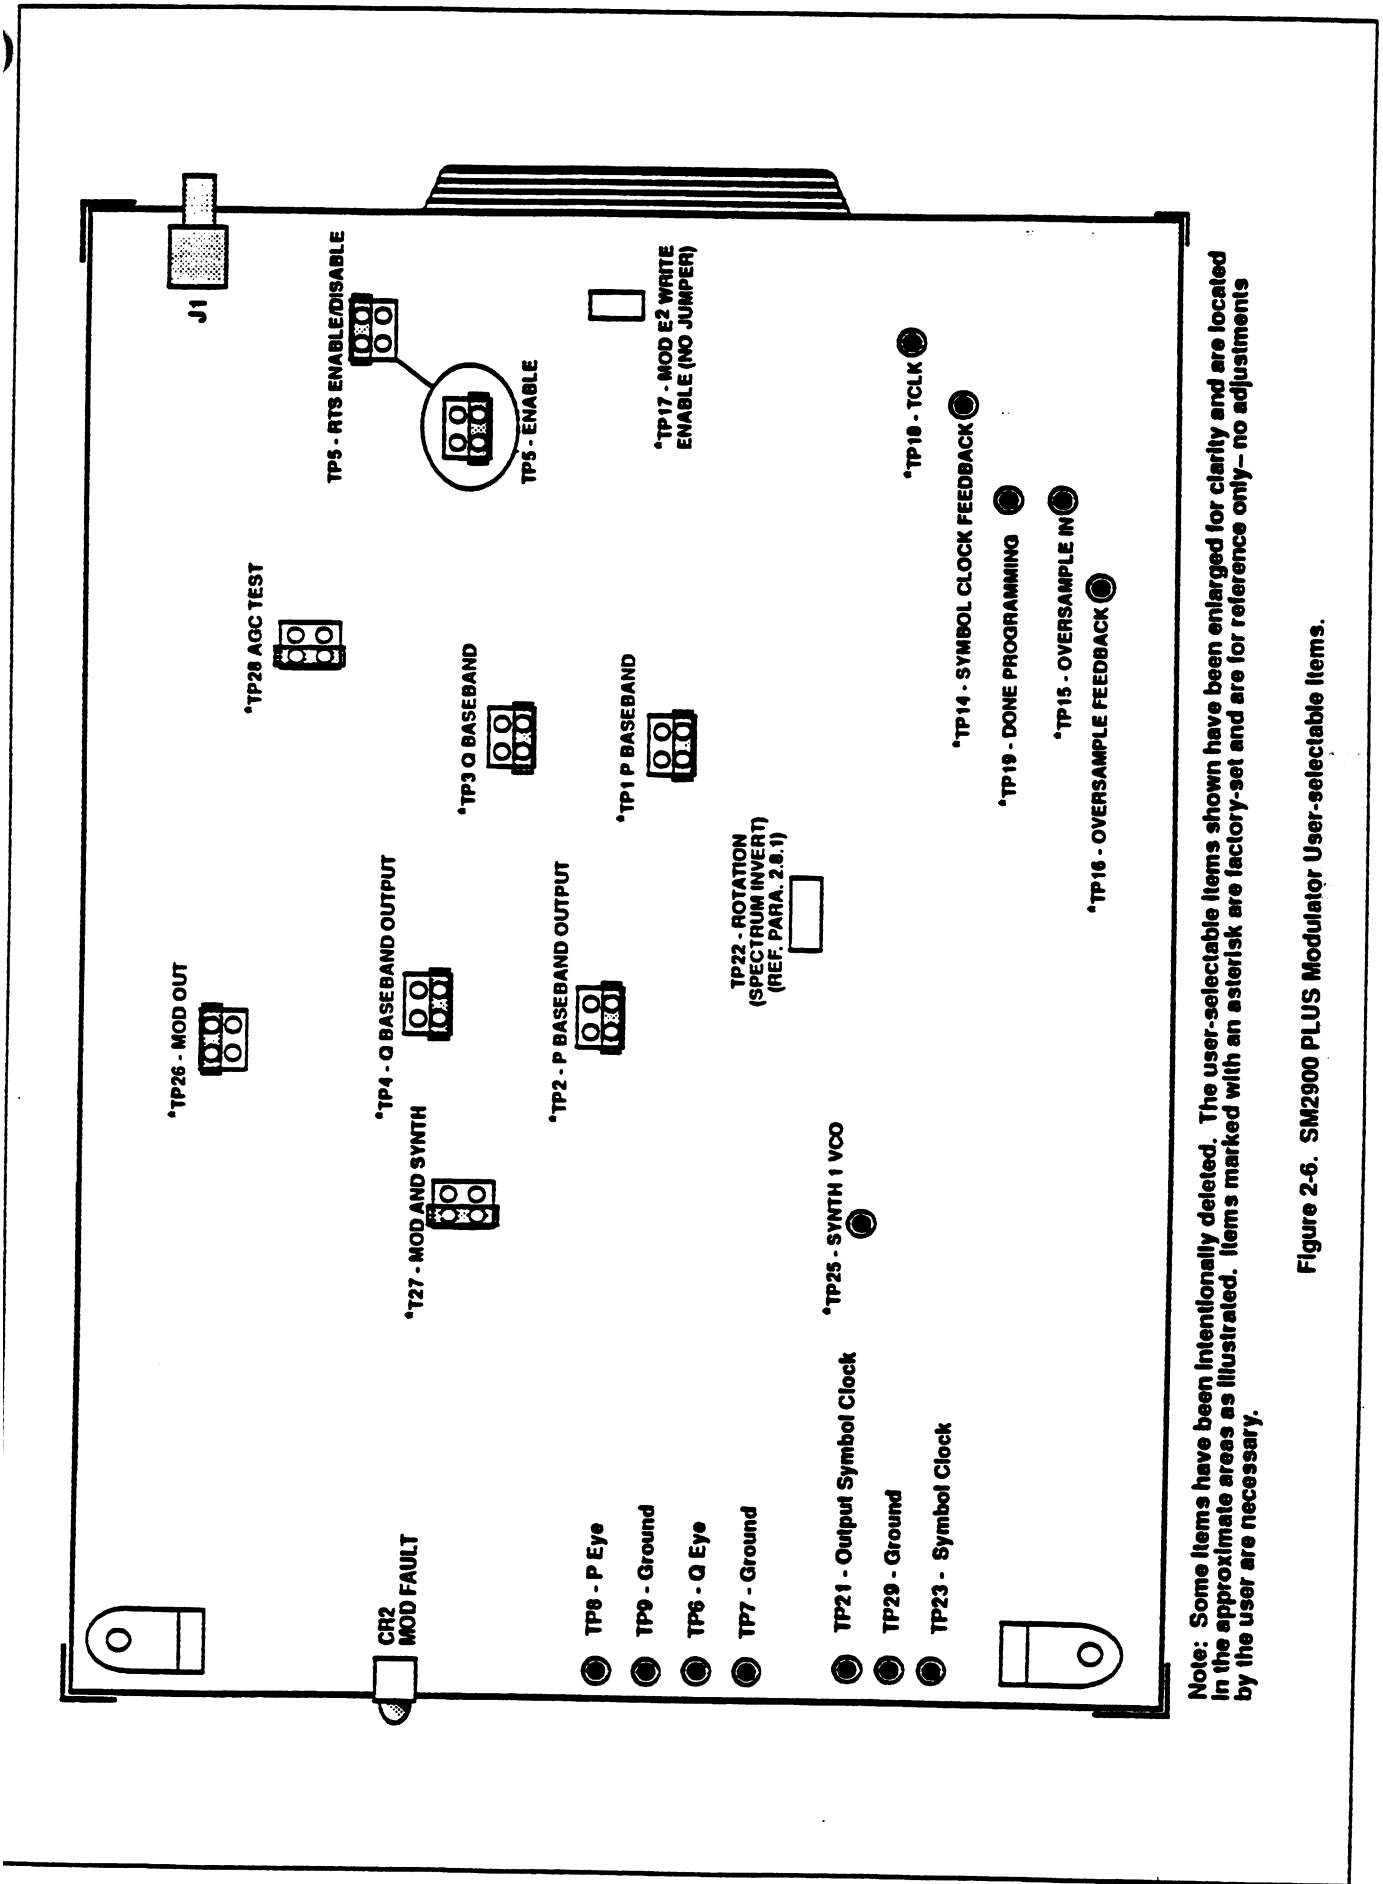 J1
TP5 - RTS ENABLE/DISABLE
TP5 - ENABLE
*TP17 - MOD E2 WRITE
ENABLE (NO JUMPER)
*TP28 AGC TEST
*TP3 Q BASEBAND
*TP1 P BASEBAND
*TP18 - TCLK
*TP14 - SYMBOL CLOCK FEEDBACK
*TP19 - DONE PROGRAMMING
*TP15 - OVERSAMPLE IN
*TP16 - OVERSAMPLE FEEDBACK
*TP26 - MOD OUT
*TP4 - Q BASEBAND OUTPUT
*TP2 - P BASEBAND OUTPUT
TP22 - ROTATION
(SPECTRUM INVERT)
(REF. PARA. 2.8.1)
*T27 - MOD AND SYNTH
*TP25 - SYNTH 1 VCO
CR2
MOD FAULT
TP8 - P Eye
TP9 - Ground
TP6 - Q Eye
TP7 - Ground
TP21 - Output Symbol Clock
TP29 - Ground
TP23 - Symbol Clock
Note: Some items have been intentionally deleted. The user-selectable items shown have been enlarged for clarity and are located
in the approximate areas as illustrated. Items marked with an asterisk are factory-set and are for reference only– no adjustments
by the user are necessary.
Figure 2-6. SM2900 PLUS Modulator User-selectable Items.